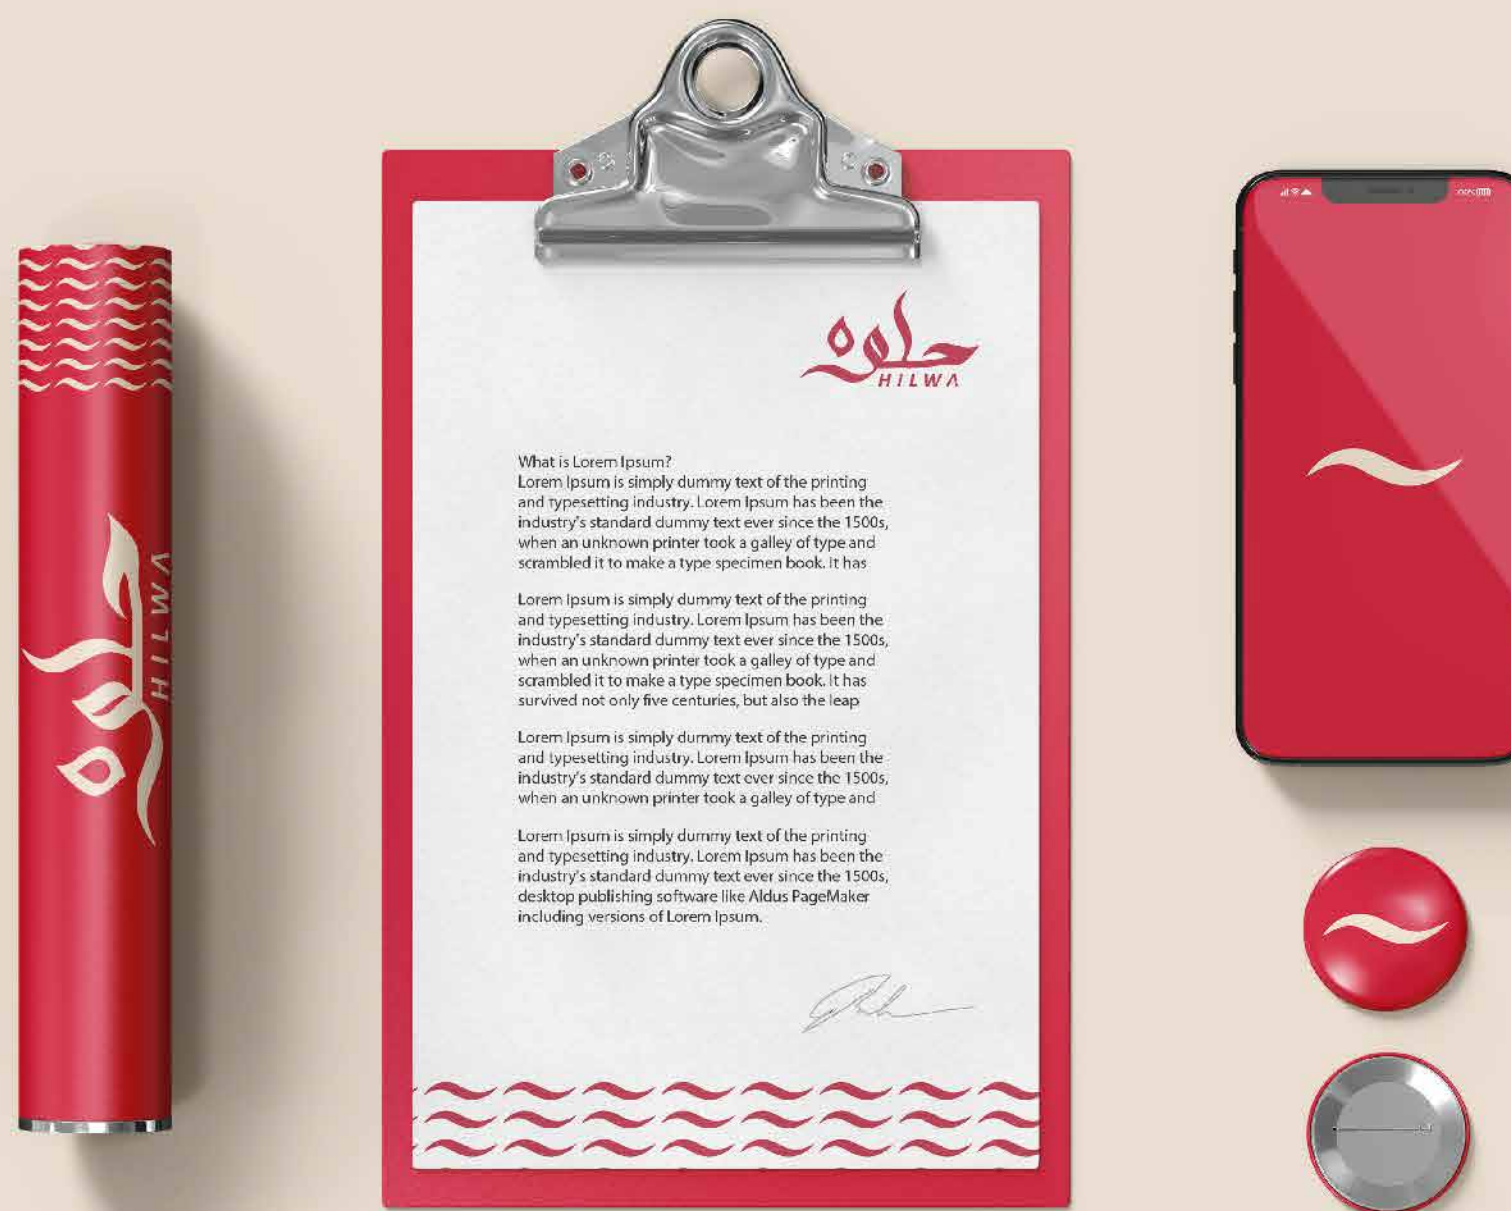 حلوه
HILWA
حلوه
HILWA
What is Lorem Ipsum?
Lorem Ipsum is simply dummy text of the printing
and typesetting industry. Lorem Ipsum has been the
industry's standard dummy text ever since the 1500s,
when an unknown printer took a galley of type and
scrambled it to make a type specimen book. It has
Lorem Ipsum is simply dummy text of the printing
and typesetting industry. Lorem Ipsum has been the
industry's standard dummy text ever since the 1500s,
when an unknown printer took a galley of type and
scrambled it to make a type specimen book. It has
survived not only five centuries, but also the leap
Lorem Ipsum is simply dummy text of the printing
and typesetting industry. Lorem Ipsum has been the
industry's standard dummy text ever since the 1500s,
when an unknown printer took a galley of type and
Lorem Ipsum is simply dummy text of the printing
and typesetting industry. Lorem Ipsum has been the
industry's standard dummy text ever since the 1500s,
desktop publishing software like Aldus PageMaker
including versions of Lorem Ipsum.